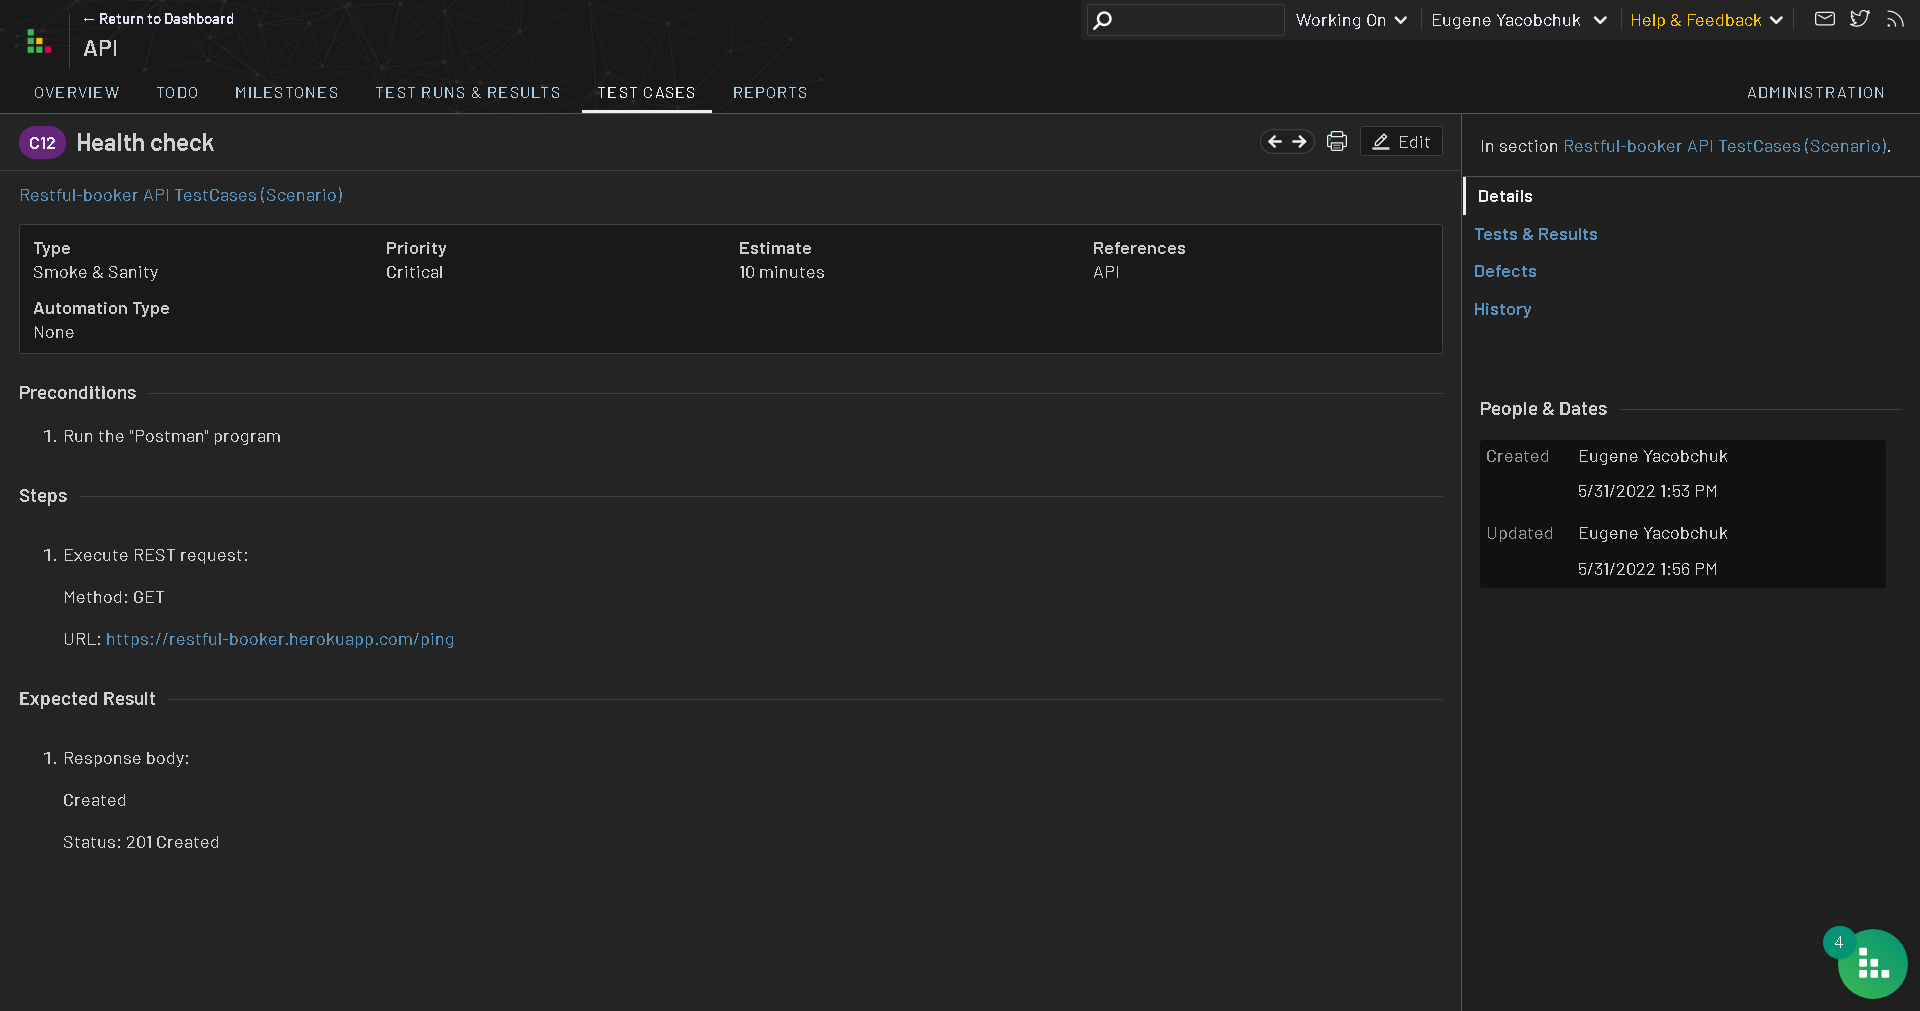 ← Return to Dashboard
API
Working On
Eugene Yacobchuk
Help & Feedback
OVERVIEW
TODO
MILESTONES
TEST RUNS & RESULTS
TEST CASES
REPORTS
ADMINISTRATION
C12
Health check
Edit
Restful-booker API TestCases (Scenario)
Type
Smoke & Sanity
Priority
Critical
Estimate
10 minutes
References
API
Automation Type
None
Preconditions
1. Run the "Postman" program
Steps
1. Execute REST request:
Method: GET
URL: https://restful-booker.herokuapp.com/ping
Expected Result
1. Response body:
Created
Status: 201 Created
In section Restful-booker API TestCases (Scenario).
Details
Tests & Results
Defects
History
People & Dates
Created
Eugene Yacobchuk
5/31/2022 1:53 PM
Updated
Eugene Yacobchuk
5/31/2022 1:56 PM
4